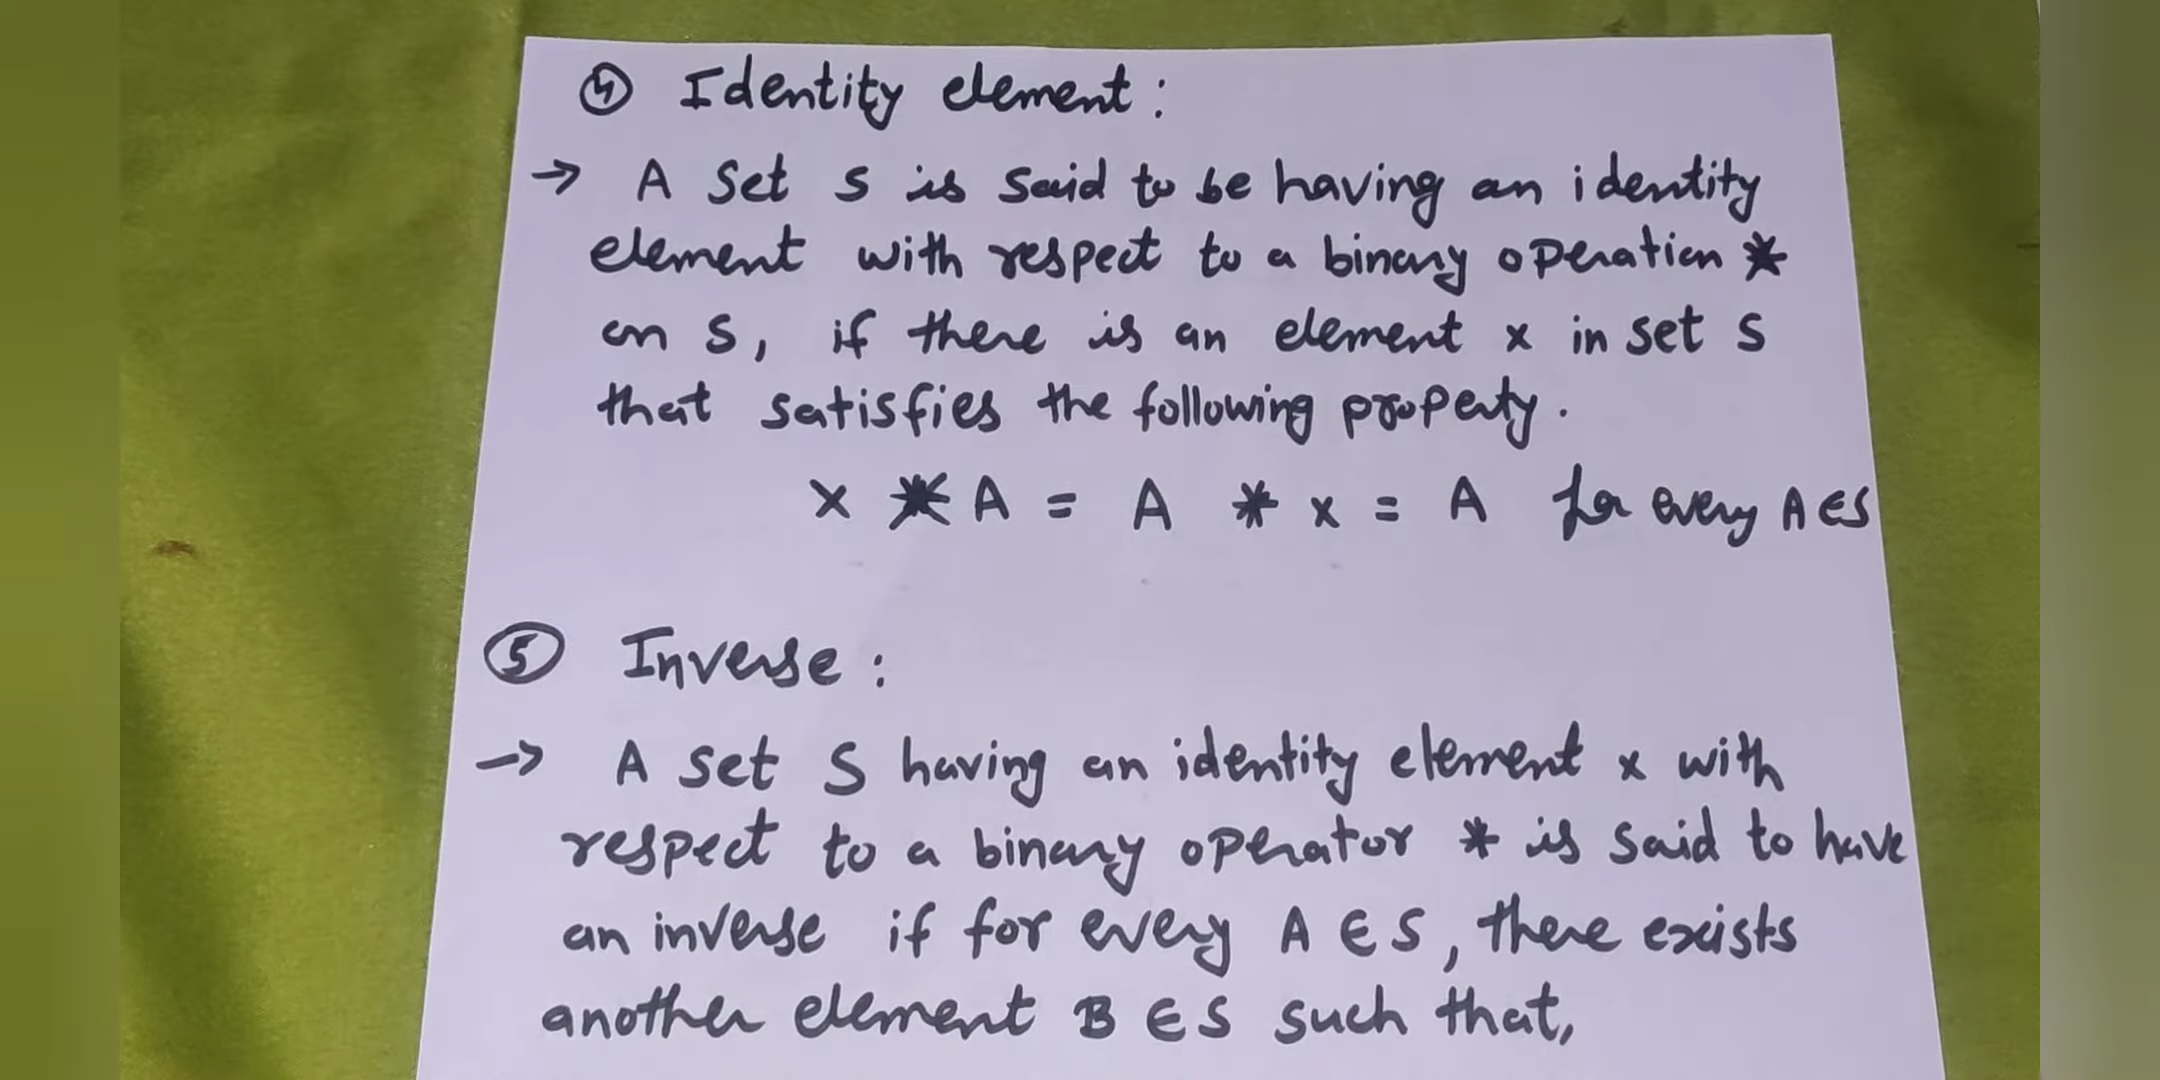 ④ Identity element:
→ A set S is said to be having an identity
element with respect to a binary operation *
on S, if there is an element x in set S
that satisfies the following property.
x * A = A * x = A for every A ∈ S
⑤ Inverse:
→ A set S having an identity element x with
respect to a binary operator * is said to have
an inverse if for every A ∈ S, there exists
another element B ∈ S such that,